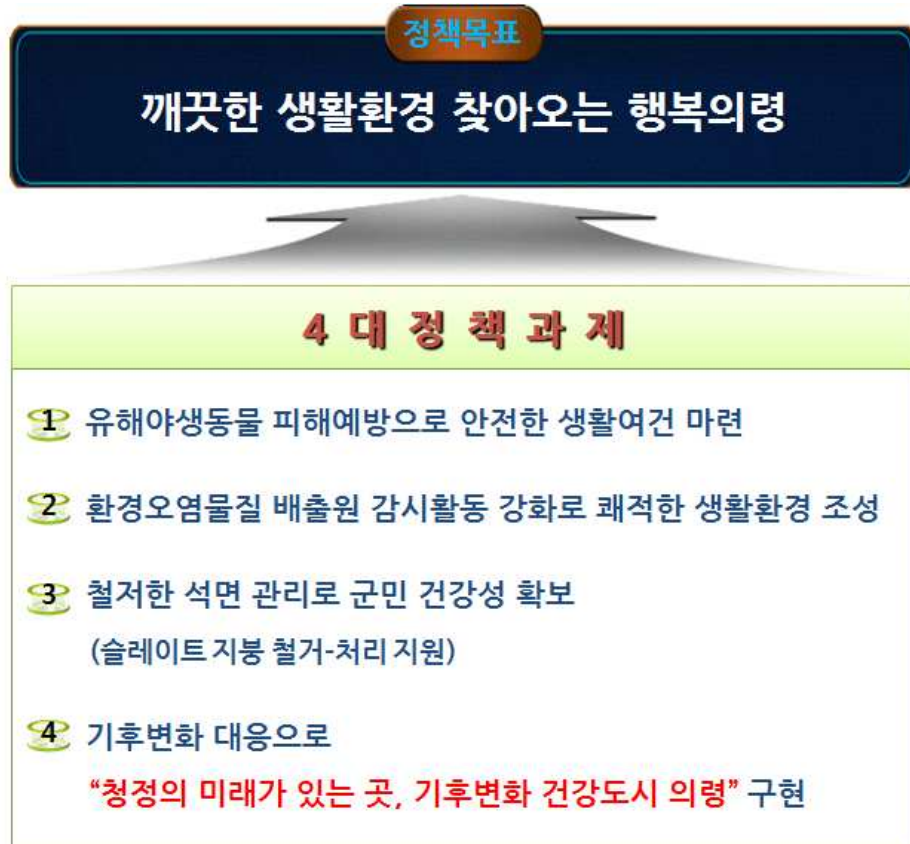 정책목표
깨끗한 생활환경 찾아오는 행복의령
4 대 정 책 과 제
1 유해야생동물 피해예방으로 안전한 생활여건 마련
2 환경오염물질 배출원 감시활동 강화로 쾌적한 생활환경 조성
3 철저한 석면 관리로 군민 건강성 확보
(슬레이트 지붕 철거-처리 지원)
4 기후변화 대응으로
“청정의 미래가 있는 곳, 기후변화 건강도시 의령” 구현